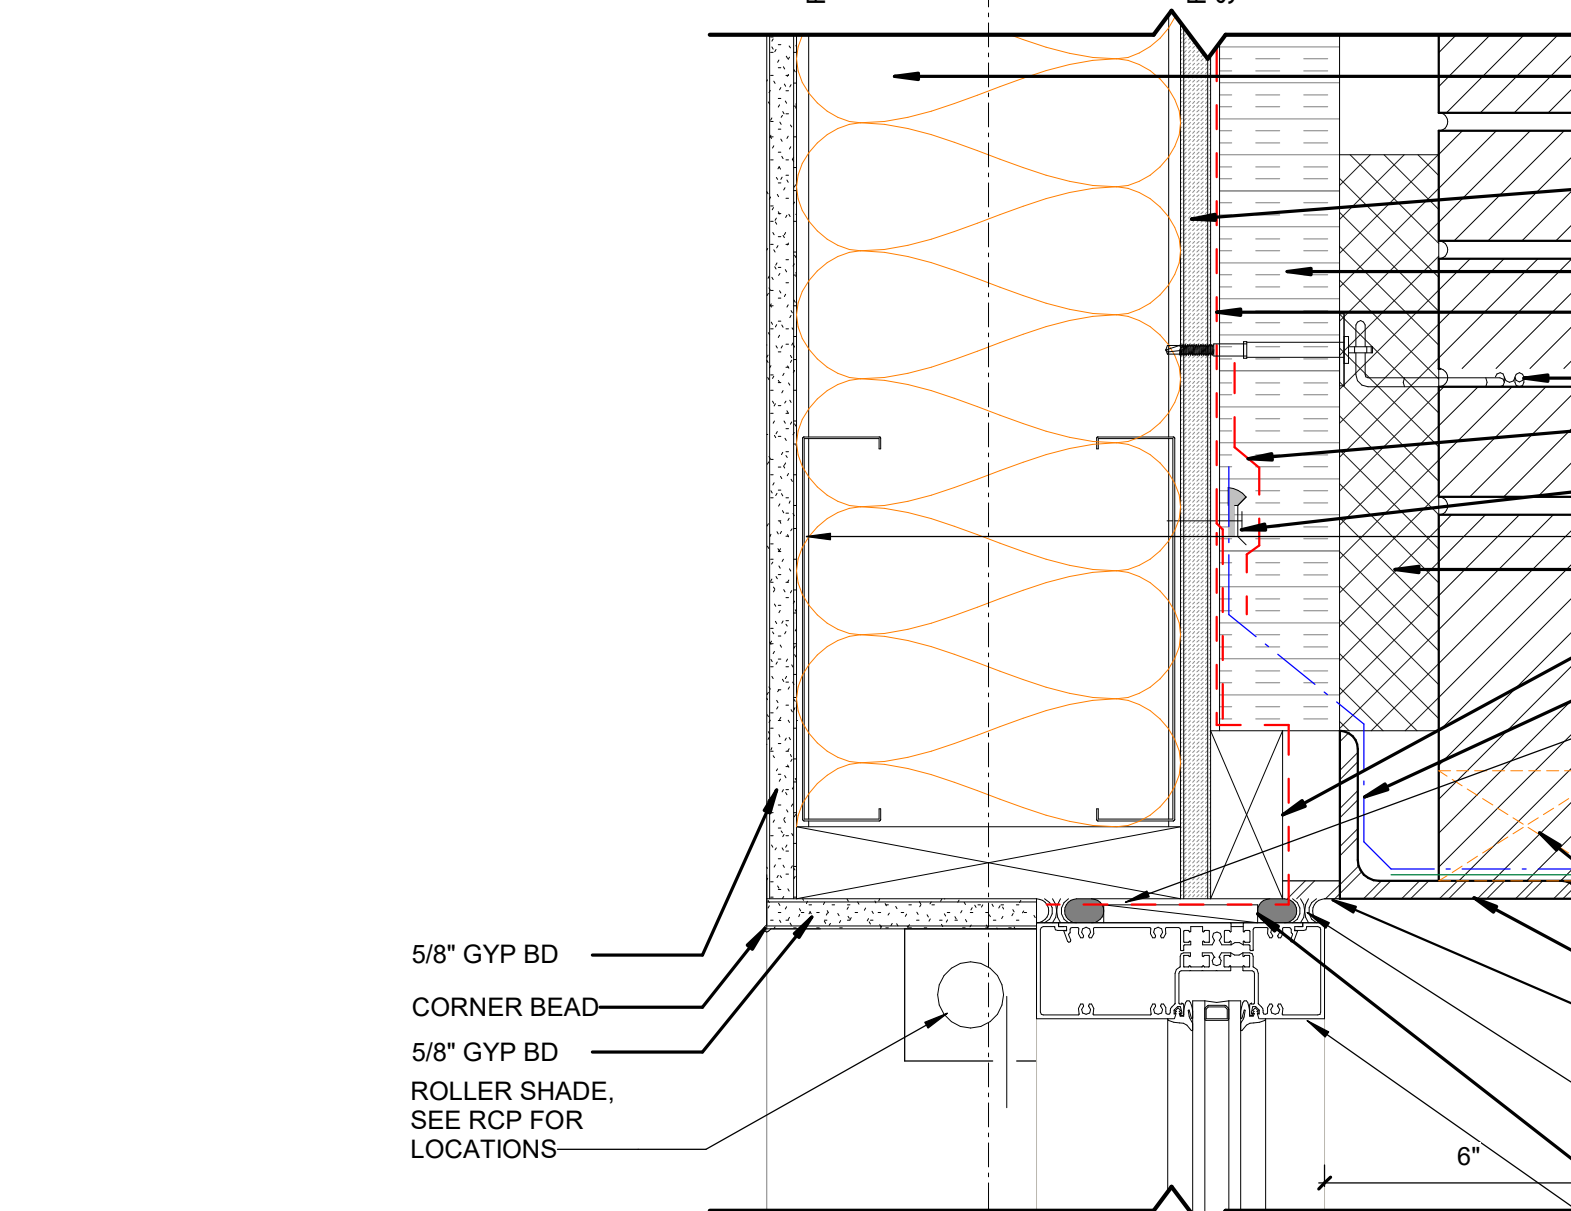 5/8" GYP BD
CORNER BEAD
5/8" GYP BD
ROLLER SHADE,
SEE RCP FOR
LOCATIONS
6"